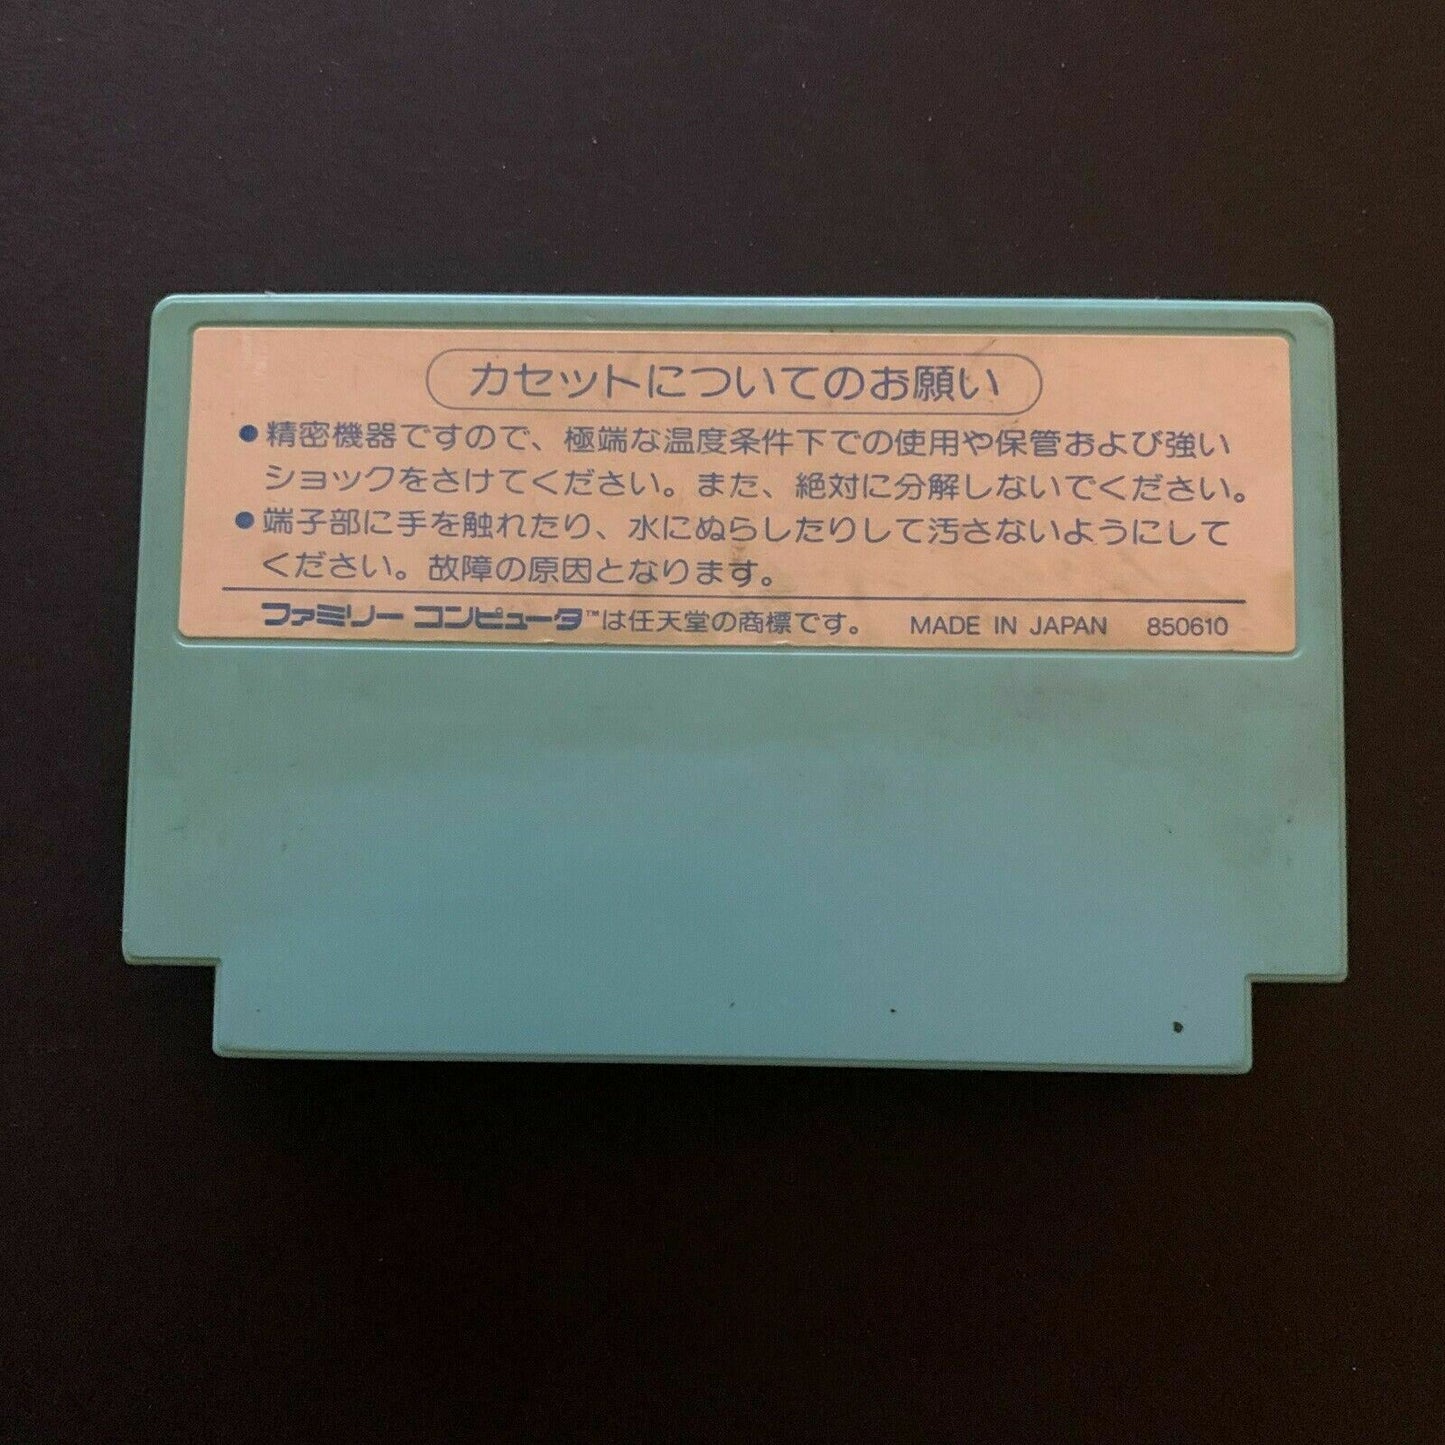 カセットについてのお願い
●精密機器ですので、極端な温度条件下での使用や保管および強い
ショックをさけてください。また、絶対に分解しないでください。
●端子部に手を触れたり、水にぬらしたりして汚さないようにして
ください。故障の原因となります。
ファミリー コンピュータ™は任天堂の商標です。 MADE IN JAPAN 850610